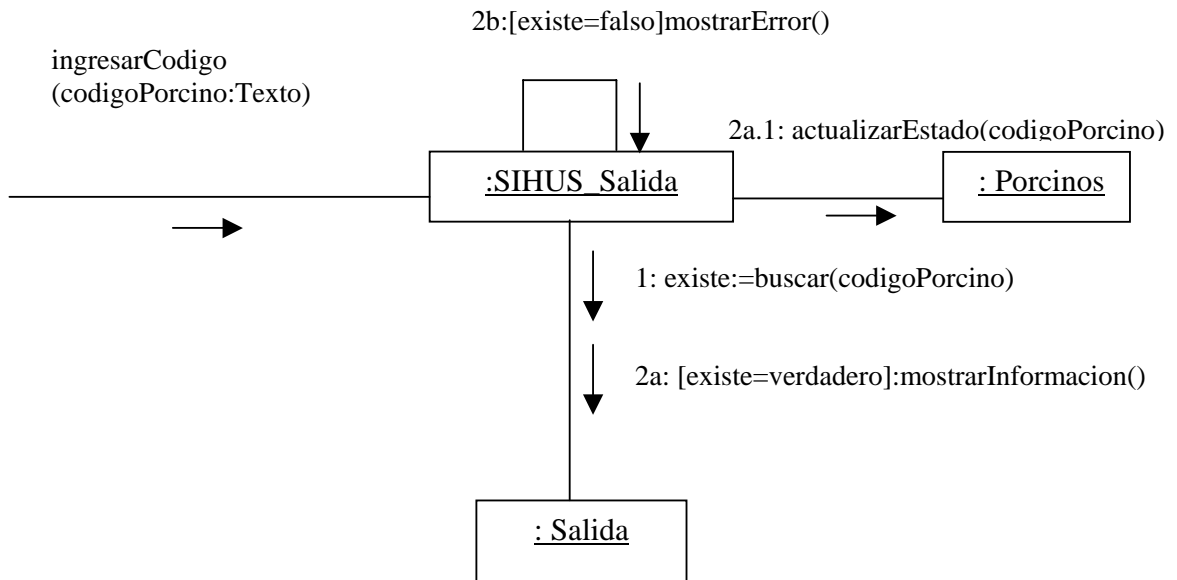 2b:[existe=falso]mostrarError()
ingresarCodigo
(codigoPorcino:Texto)
2a.1: actualizarEstado(codigoPorcino)
:SIHUS_Salida
: Porcinos
1: existe:=buscar(codigoPorcino)
2a: [existe=verdadero]:mostrarInformacion()
: Salida